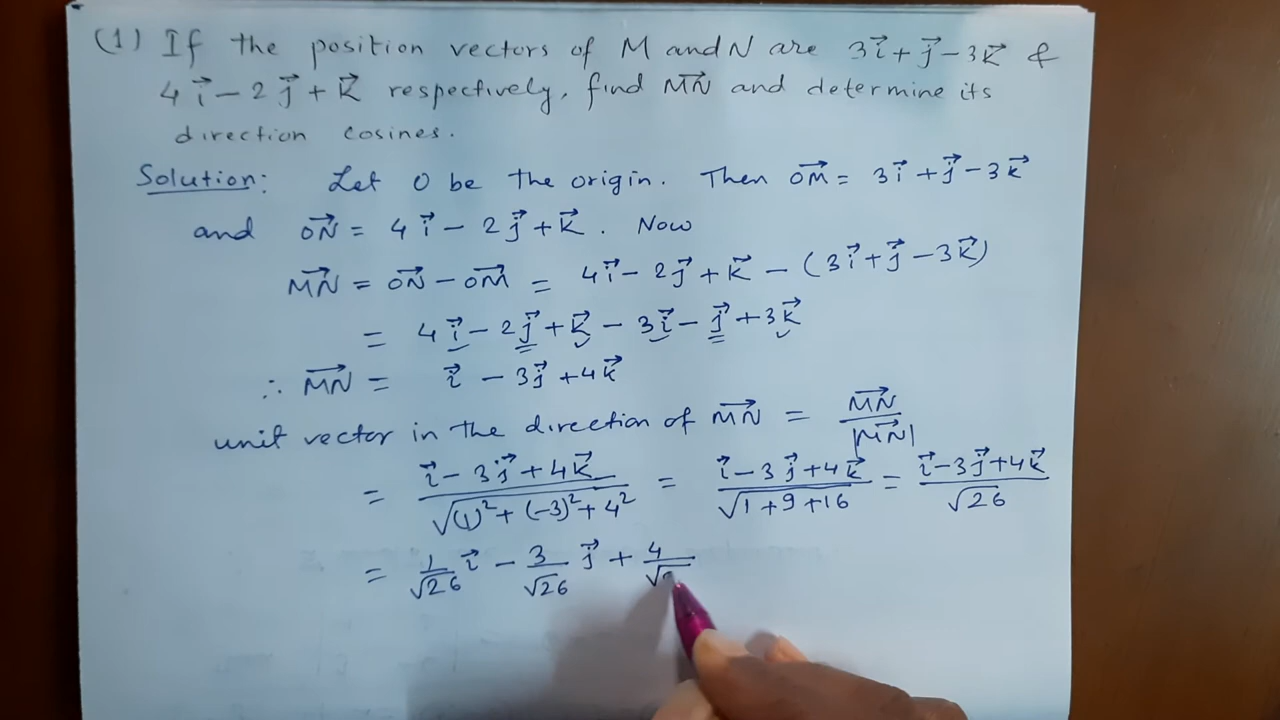 (1) If the position vectors of M and N are 3i⃗ + j⃗ - 3k⃗ &
4i⃗ - 2j⃗ + k⃗ respectively, find MN⃗ and determine its
direction cosines.
Solution: Let O be the origin. Then OM⃗ = 3i⃗ + j⃗ - 3k⃗
and ON⃗ = 4i⃗ - 2j⃗ + k⃗. Now
MN⃗ = ON⃗ - OM⃗ = 4i⃗ - 2j⃗ + k⃗ - (3i⃗ + j⃗ - 3k⃗)
= 4i⃗ - 2j⃗ + k⃗ - 3i⃗ - j⃗ + 3k⃗
∴ MN⃗ = i⃗ - 3j⃗ + 4k⃗
unit vector in the direction of MN⃗ = MN⃗ / |MN⃗|
= (i⃗ - 3j⃗ + 4k⃗) / √((1)² + (-3)² + 4²) = (i⃗ - 3j⃗ + 4k⃗) / √(1+9+16) = (i⃗ - 3j⃗ + 4k⃗) / √26
= 1/√26 i⃗ - 3/√26 j⃗ + 4/√